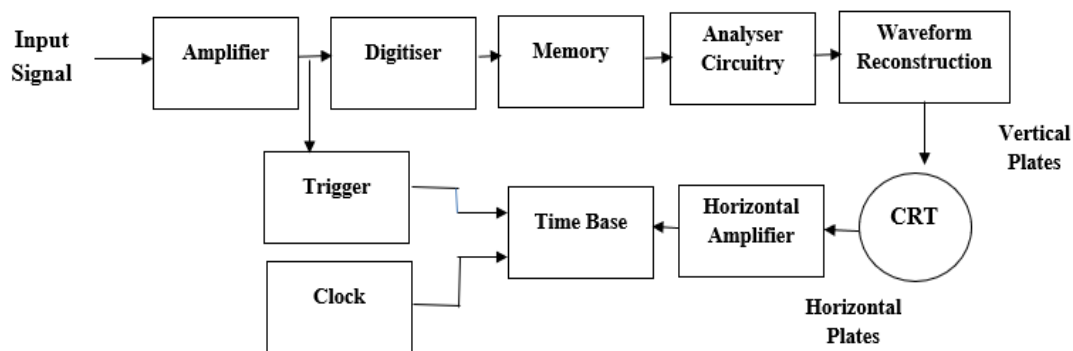 Input
Signal
Amplifier
Digitiser
Memory
Analyser
Circuitry
Waveform
Reconstruction
Vertical
Plates
Trigger
Time Base
Horizontal
Amplifier
CRT
Clock
Horizontal
Plates